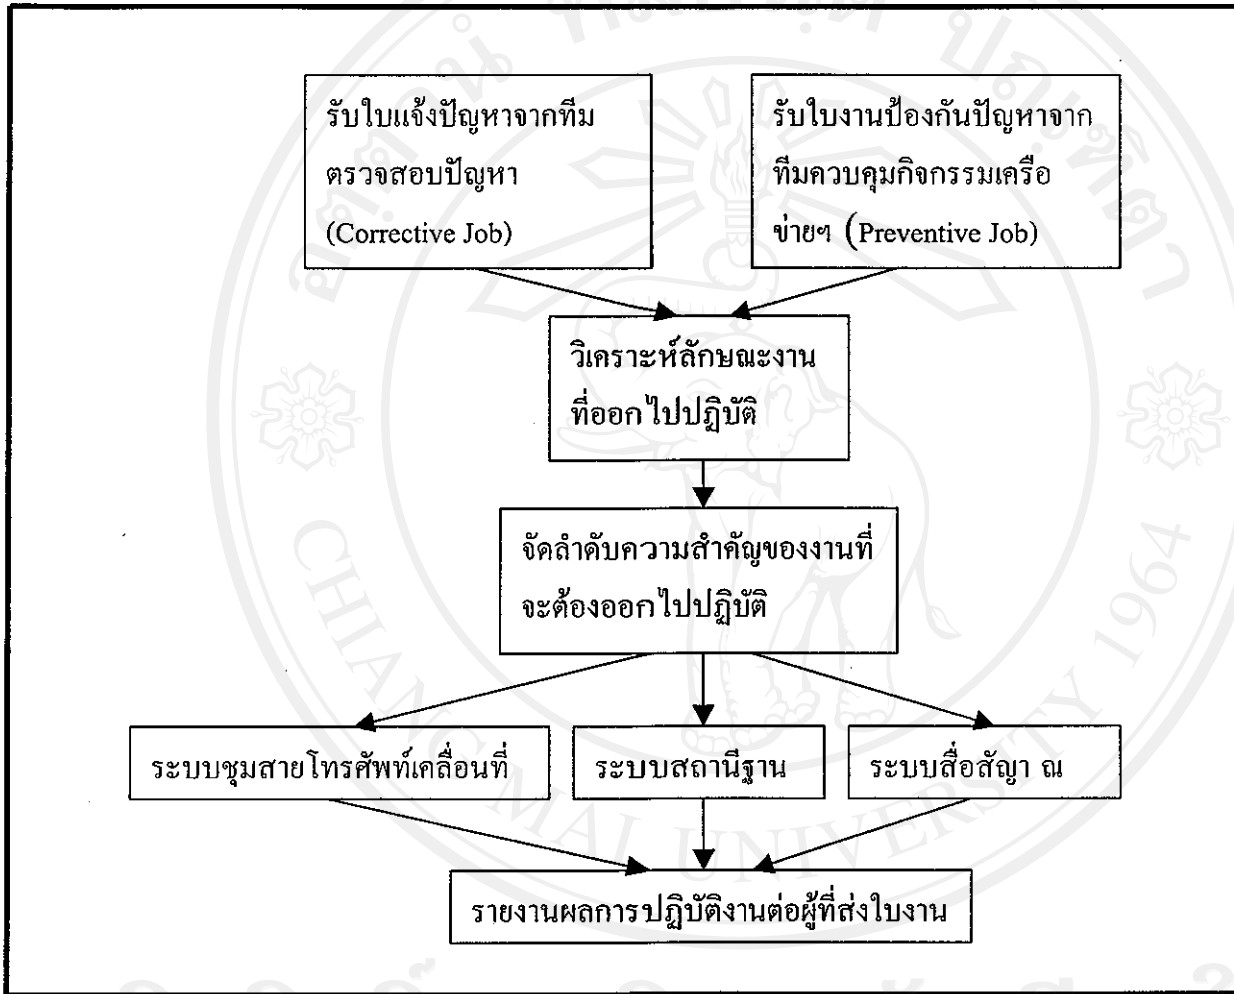 รับใบแจ้งปัญหาจากทีม
ตรวจสอบปัญหา
(Corrective Job)
รับใบงานป้องกันปัญหาจาก
ทีมควบคุมกิจกรรมเครือ
ข่ายฯ (Preventive Job)
วิเคราะห์ลักษณะงาน
ที่ออกไปปฏิบัติ
จัดลำดับความสำคัญของงานที่
จะต้องออกไปปฏิบัติ
ระบบชุมสายโทรศัพท์เคลื่อนที่
ระบบสถานีฐาน
ระบบสื่อสัญา ณ
รายงานผลการปฏิบัติงานต่อผู้ที่ส่งใบงาน
CHIANG MAI UNIVERSITY 1964